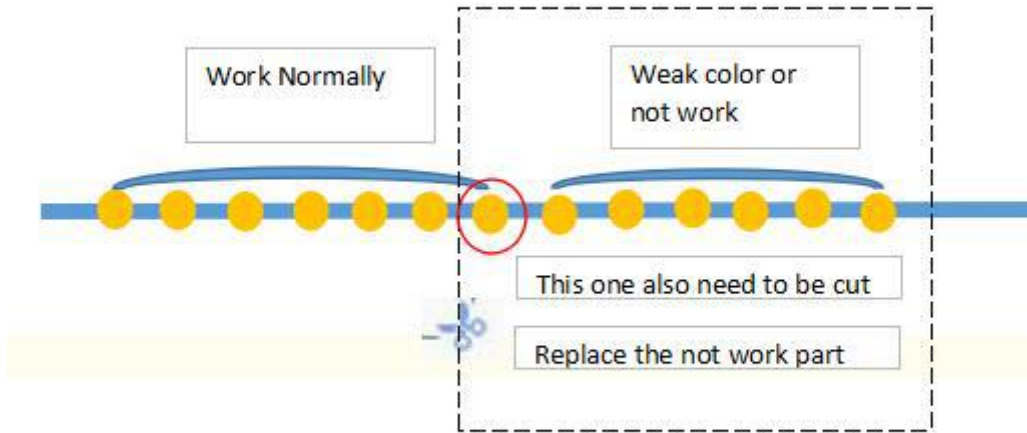 Work Normally
Weak color or
not work
This one also need to be cut
Replace the not work part